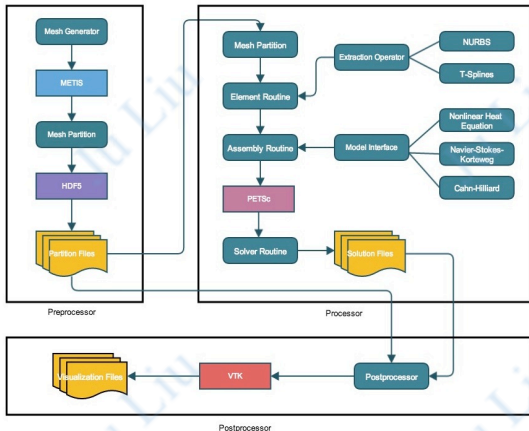 Mesh Generator
METIS
Mesh Partition
HDF5
Partition Files
Preprocessor
Mesh Partition
Element Routine
Assembly Routine
PETSc
Solver Routine
Solution Files
Extraction Operator
NURBS
T-Splines
Model Interface
Nonlinear Heat
Equation
Navier-Stokes-
Korteweg
Cahn-Hilliard
Processor
Visualization Files
VTK
Postprocessor
Postprocessor
Liu
Liu